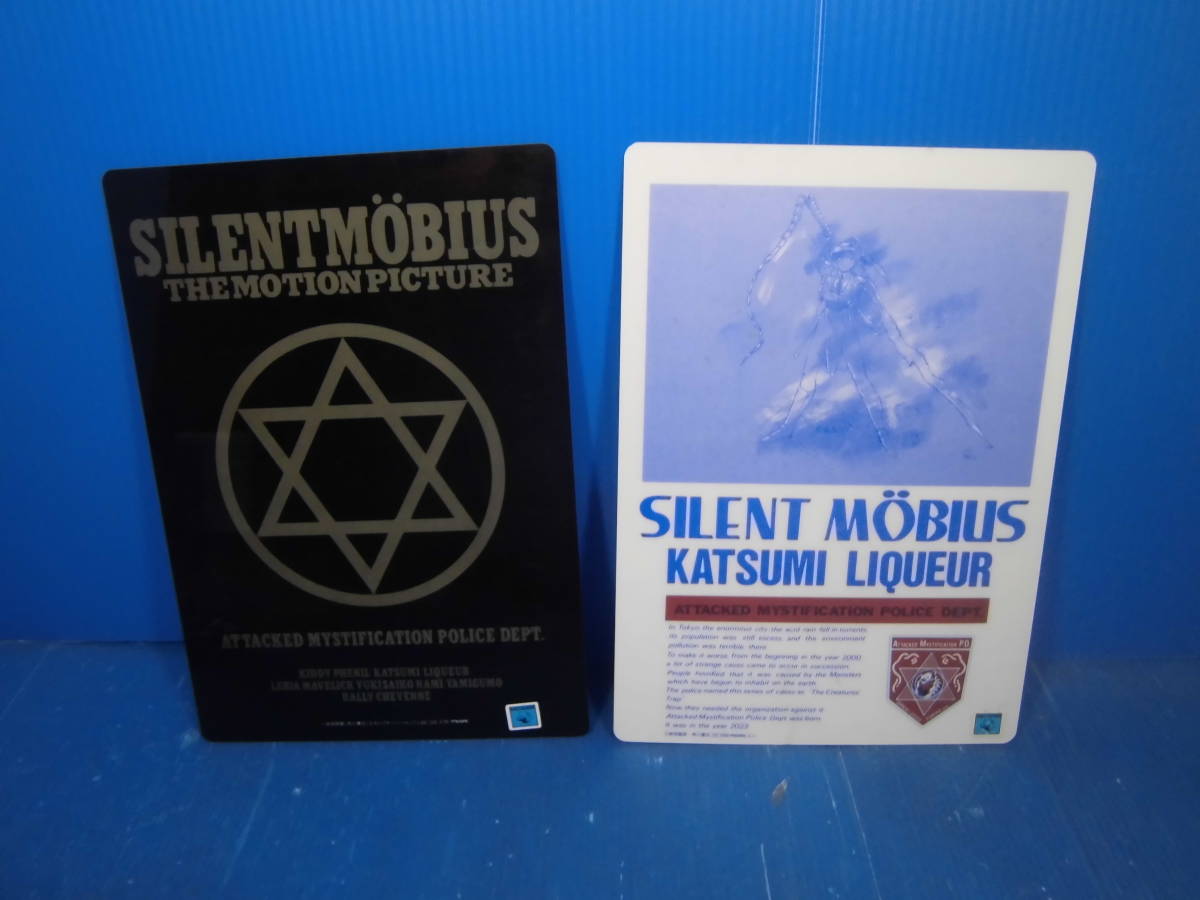 SILENTMÖBIUS
THE MOTION PICTURE
ATTACKED MYSTIFICATION POLICE DEPT.
KIDDY PHENIL KATSUMI LIQUEUR
LEBIA MAVELICK YUKI SAIKO NAMI YAMIGUMO
RALLY CHEYENNE
SILENT MÖBIUS
KATSUMI LIQUEUR
ATTACKED MYSTIFICATION POLICE DEPT.
In Tokyo the enormous city the acid rain fall in torrents
its population was still excess and this environment
pollution was terrible there
To make it worse from the beginning in the year 2000
a lot of strange cases came to occur in succession
People horrified that it was caused by the Monsters
which have begun to inhabit on the earth.
The police named this series of cases as The Creatures'
Trap
Now they needed the organization against it
Attacked Mystification Police Dept was born
It was in the year 2023
ATTACKED MYSTIFICATION PD